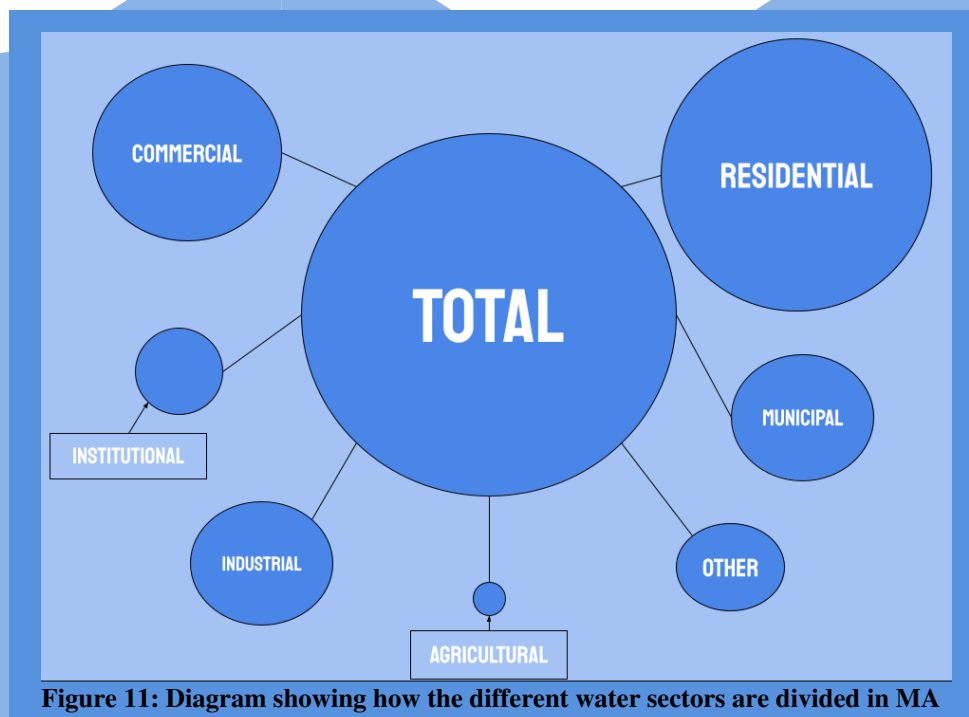 COMMERCIAL
RESIDENTIAL
TOTAL
MUNICIPAL
INSTITUTIONAL
INDUSTRIAL
OTHER
AGRICULTURAL
Figure 11: Diagram showing how the different water sectors are divided in MA